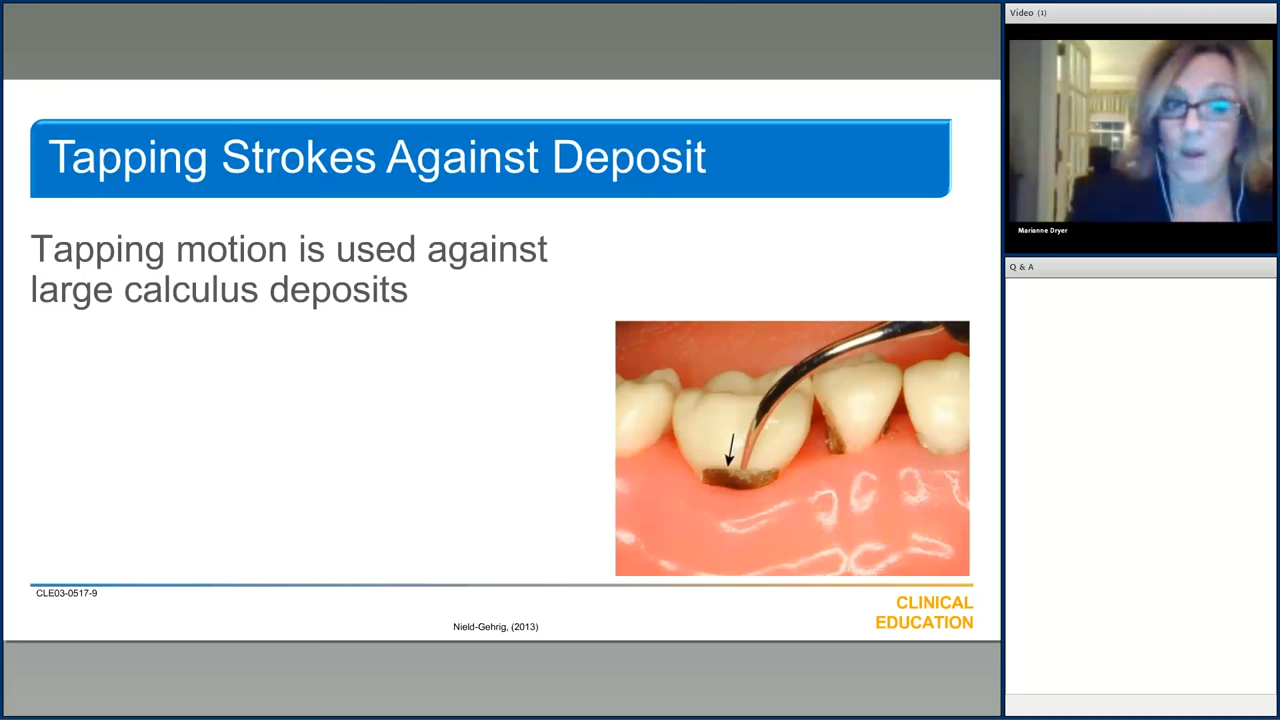 Tapping Strokes Against Deposit
Tapping motion is used against
large calculus deposits
CLE03-0517-9
Nield-Gehrig, (2013)
CLINICAL
EDUCATION
Video (1)
Marianne Dryer
Q & A